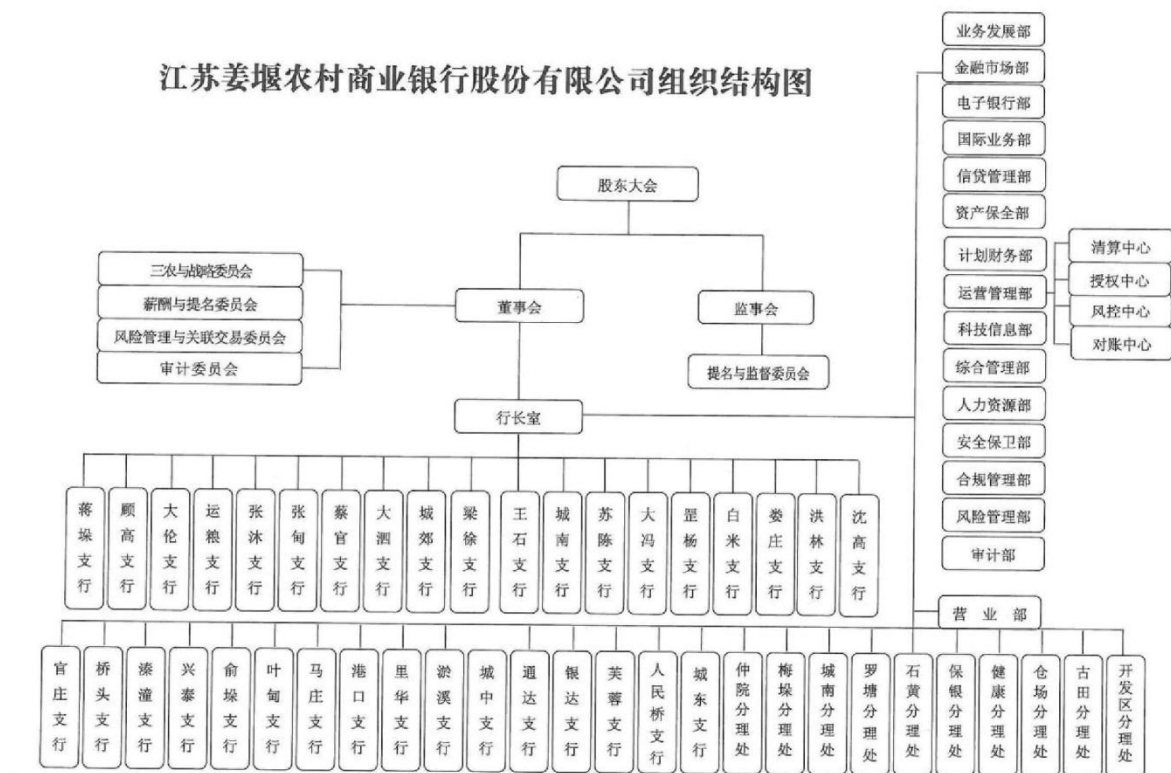 江苏姜堰农村商业银行股份有限公司组织结构图
股东大会
董事会
监事会
三农与战略委员会
薪酬与提名委员会
风险管理与关联交易委员会
审计委员会
提名与监督委员会
行长室
业务发展部
金融市场部
电子银行部
国际业务部
信贷管理部
资产保全部
计划财务部
运营管理部
科技信息部
综合管理部
人力资源部
安全保卫部
合规管理部
风险管理部
审计部
清算中心
授权中心
风控中心
对账中心
营业部
蒋垛支行
顾高支行
大伦支行
运粮支行
张沐支行
张甸支行
蔡官支行
大泗支行
城郊支行
梁徐支行
王石支行
城南支行
苏陈支行
大冯支行
罡杨支行
白米支行
娄庄支行
洪林支行
沈高支行
官庄支行
桥头支行
溱潼支行
兴泰支行
俞垛支行
叶甸支行
马庄支行
港口支行
里华支行
淤溪支行
城中支行
通达支行
银达支行
芙蓉支行
人民桥支行
城东支行
仲院分理处
梅垛分理处
城南分理处
罗塘分理处
石黄分理处
保银分理处
健康分理处
仓场分理处
古田分理处
开发区分理处